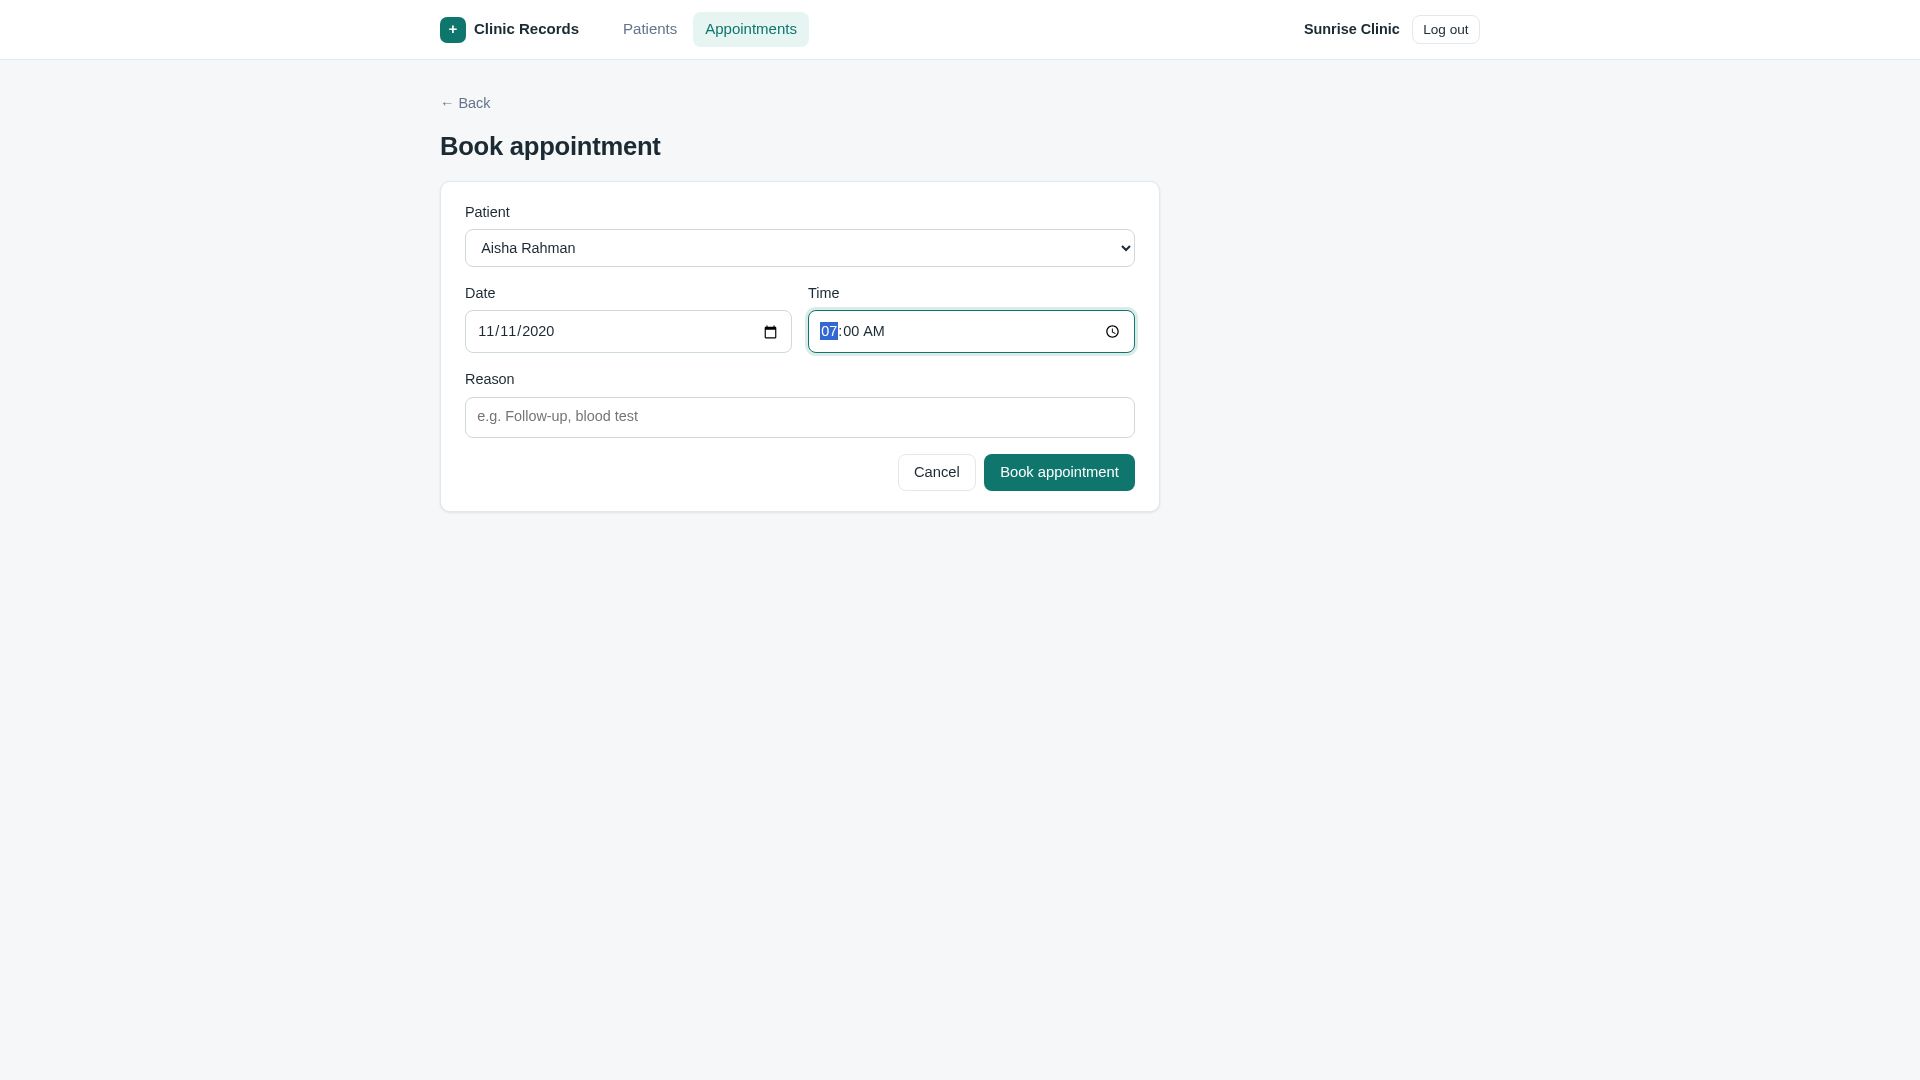 + Clinic Records Patients Appointments Sunrise Clinic Log out
← Back
Book appointment
Patient
Aisha Rahman
Date Time
11/11/2020 07:00 AM
Reason
e.g. Follow-up, blood test
Cancel Book appointment